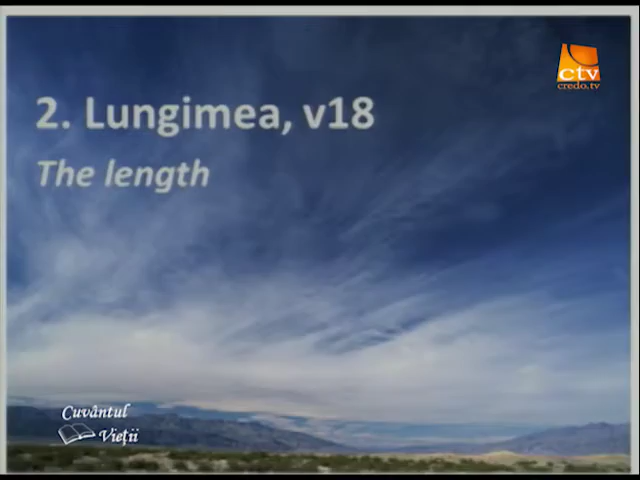 ctv
credo.tv
2. Lungimea, v18
The length
Cuvântul
Vieții